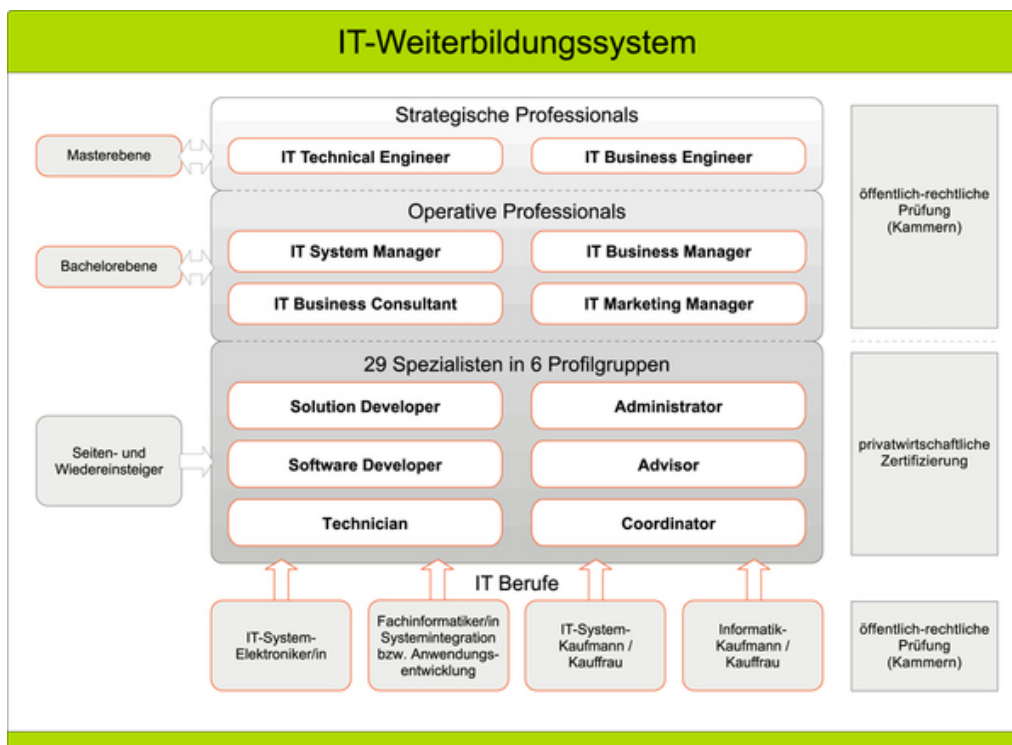 IT-Weiterbildungssystem
Strategische Professionals
Masterebene
IT Technical Engineer
IT Business Engineer
öffentlich-rechtliche
Prüfung
(Kammern)
Operative Professionals
Bachelorebene
IT System Manager
IT Business Manager
IT Business Consultant
IT Marketing Manager
29 Spezialisten in 6 Profilgruppen
Seiten- und
Wiedereinsteiger
Solution Developer
Administrator
Software Developer
Advisor
Technician
Coordinator
privatwirtschaftliche
Zertifizierung
IT Berufe
IT-System-
Elektroniker/in
Fachinformatiker/in
Systemintegration
bzw. Anwendungs-
entwicklung
IT-System-
Kaufmann /
Kauffrau
Informatik-
Kaufmann /
Kauffrau
öffentlich-rechtliche
Prüfung
(Kammern)